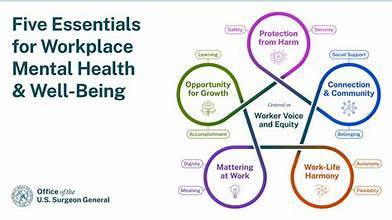 Five Essentials
for Workplace
Mental Health
& Well-Being
Safety
Protection
from Harm
Security
Learning
Opportunity
for Growth
Accomplishment
Social Support
Connection
& Community
Belonging
Centered on
Worker Voice
and Equity
Dignity
Mattering
at Work
Meaning
Work-Life
Harmony
Autonomy
Flexibility
Office of the
U.S. Surgeon General